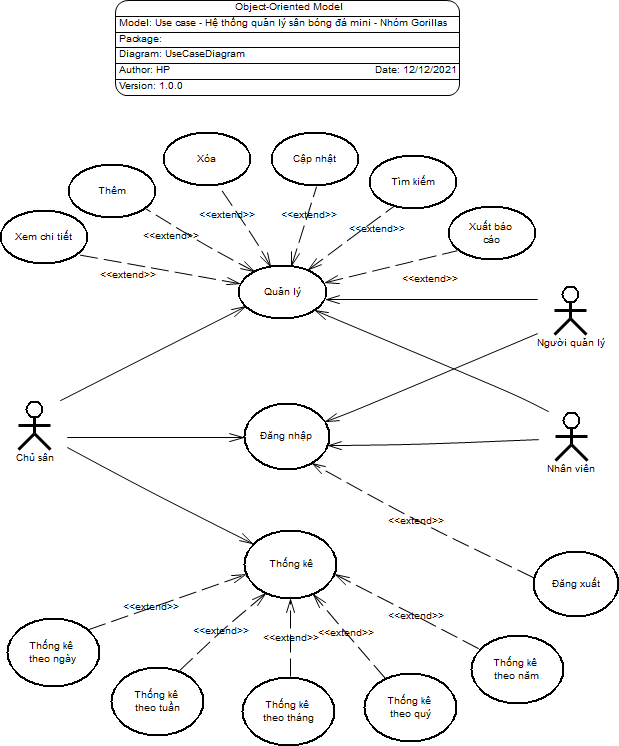 Object-Oriented Model
Model: Use case - Hệ thống quản lý sân bóng đá mini - Nhóm Gorillas
Package:
Diagram: UseCaseDiagram
Author: HP Date: 12/12/2021
Version: 1.0.0
Xóa
Cập nhật
Thêm
Tìm kiếm
Xem chi tiết
Xuất báo
cáo
<<extend>>
<<extend>>
<<extend>>
<<extend>>
<<extend>>
<<extend>>
Quản lý
Người quản lý
Đăng nhập
Chủ sân
Nhân viên
<<extend>>
Thống kê
Đăng xuất
<<extend>>
<<extend>>
<<extend>>
<<extend>>
<<extend>>
Thống kê
theo ngày
Thống kê
theo tuần
Thống kê
theo tháng
Thống kê
theo quý
Thống kê
theo năm